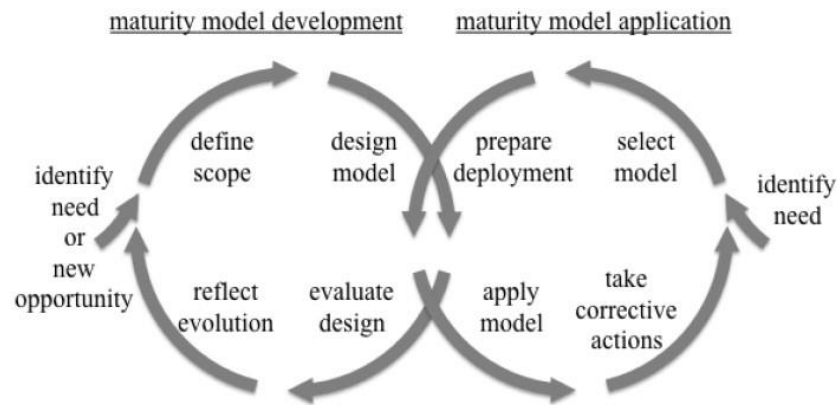 maturity model development
maturity model application
define
scope
design
model
prepare
deployment
select
model
identify
need
or
new
opportunity
identify
need
reflect
evolution
evaluate
design
apply
model
take
corrective
actions